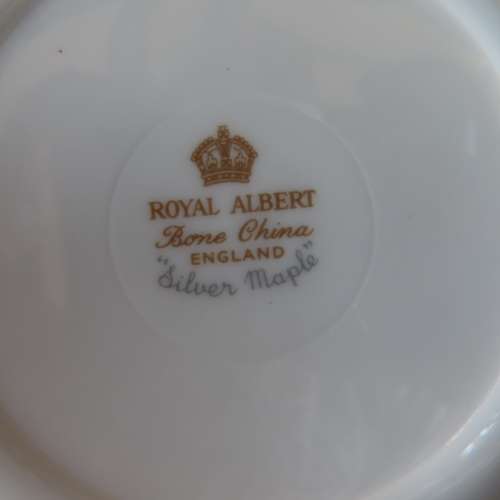 ROYAL ALBERT
Bone China
ENGLAND
"Silver Maple"